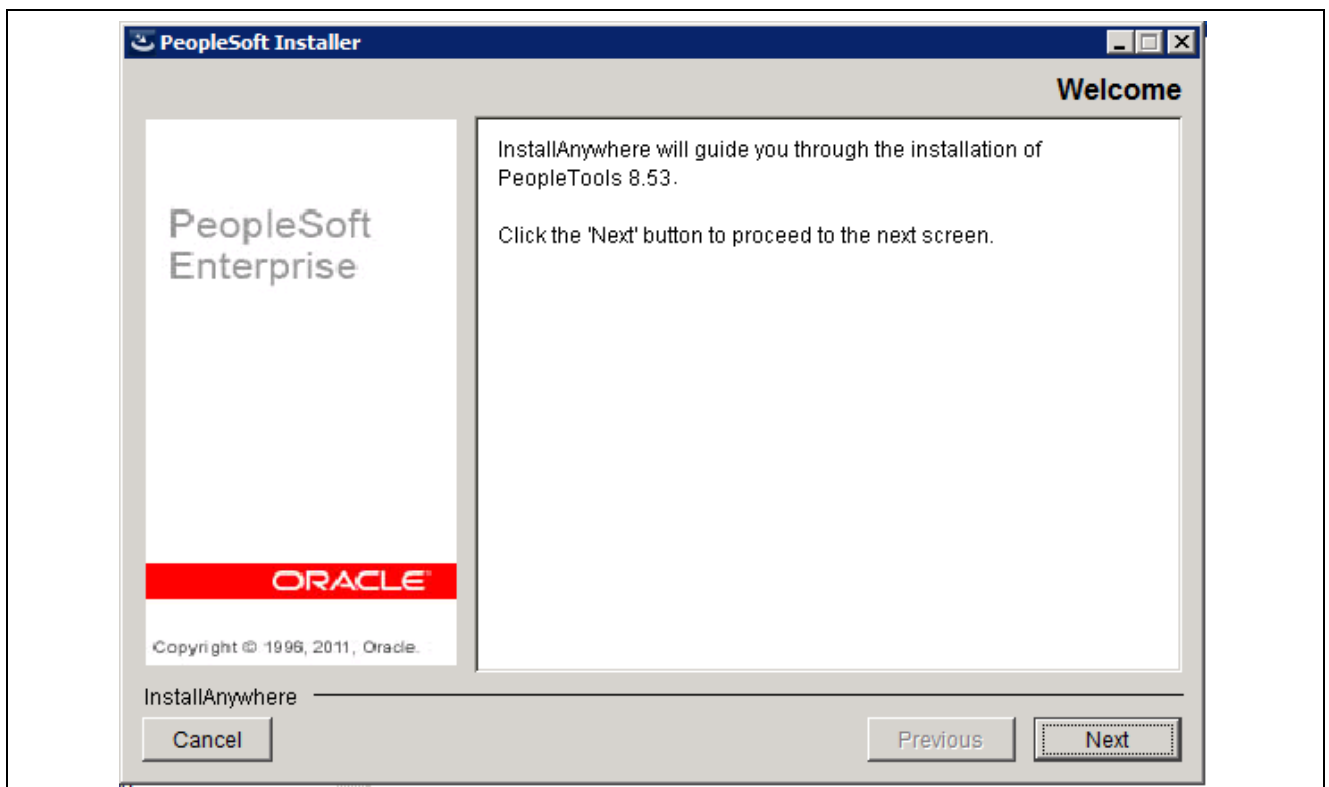 PeopleSoft Installer
Welcome
PeopleSoft
Enterprise
ORACLE
Copyright © 1996, 2011, Oracle.
InstallAnywhere will guide you through the installation of
PeopleTools 8.53.
Click the 'Next' button to proceed to the next screen.
InstallAnywhere
Cancel
Previous
Next